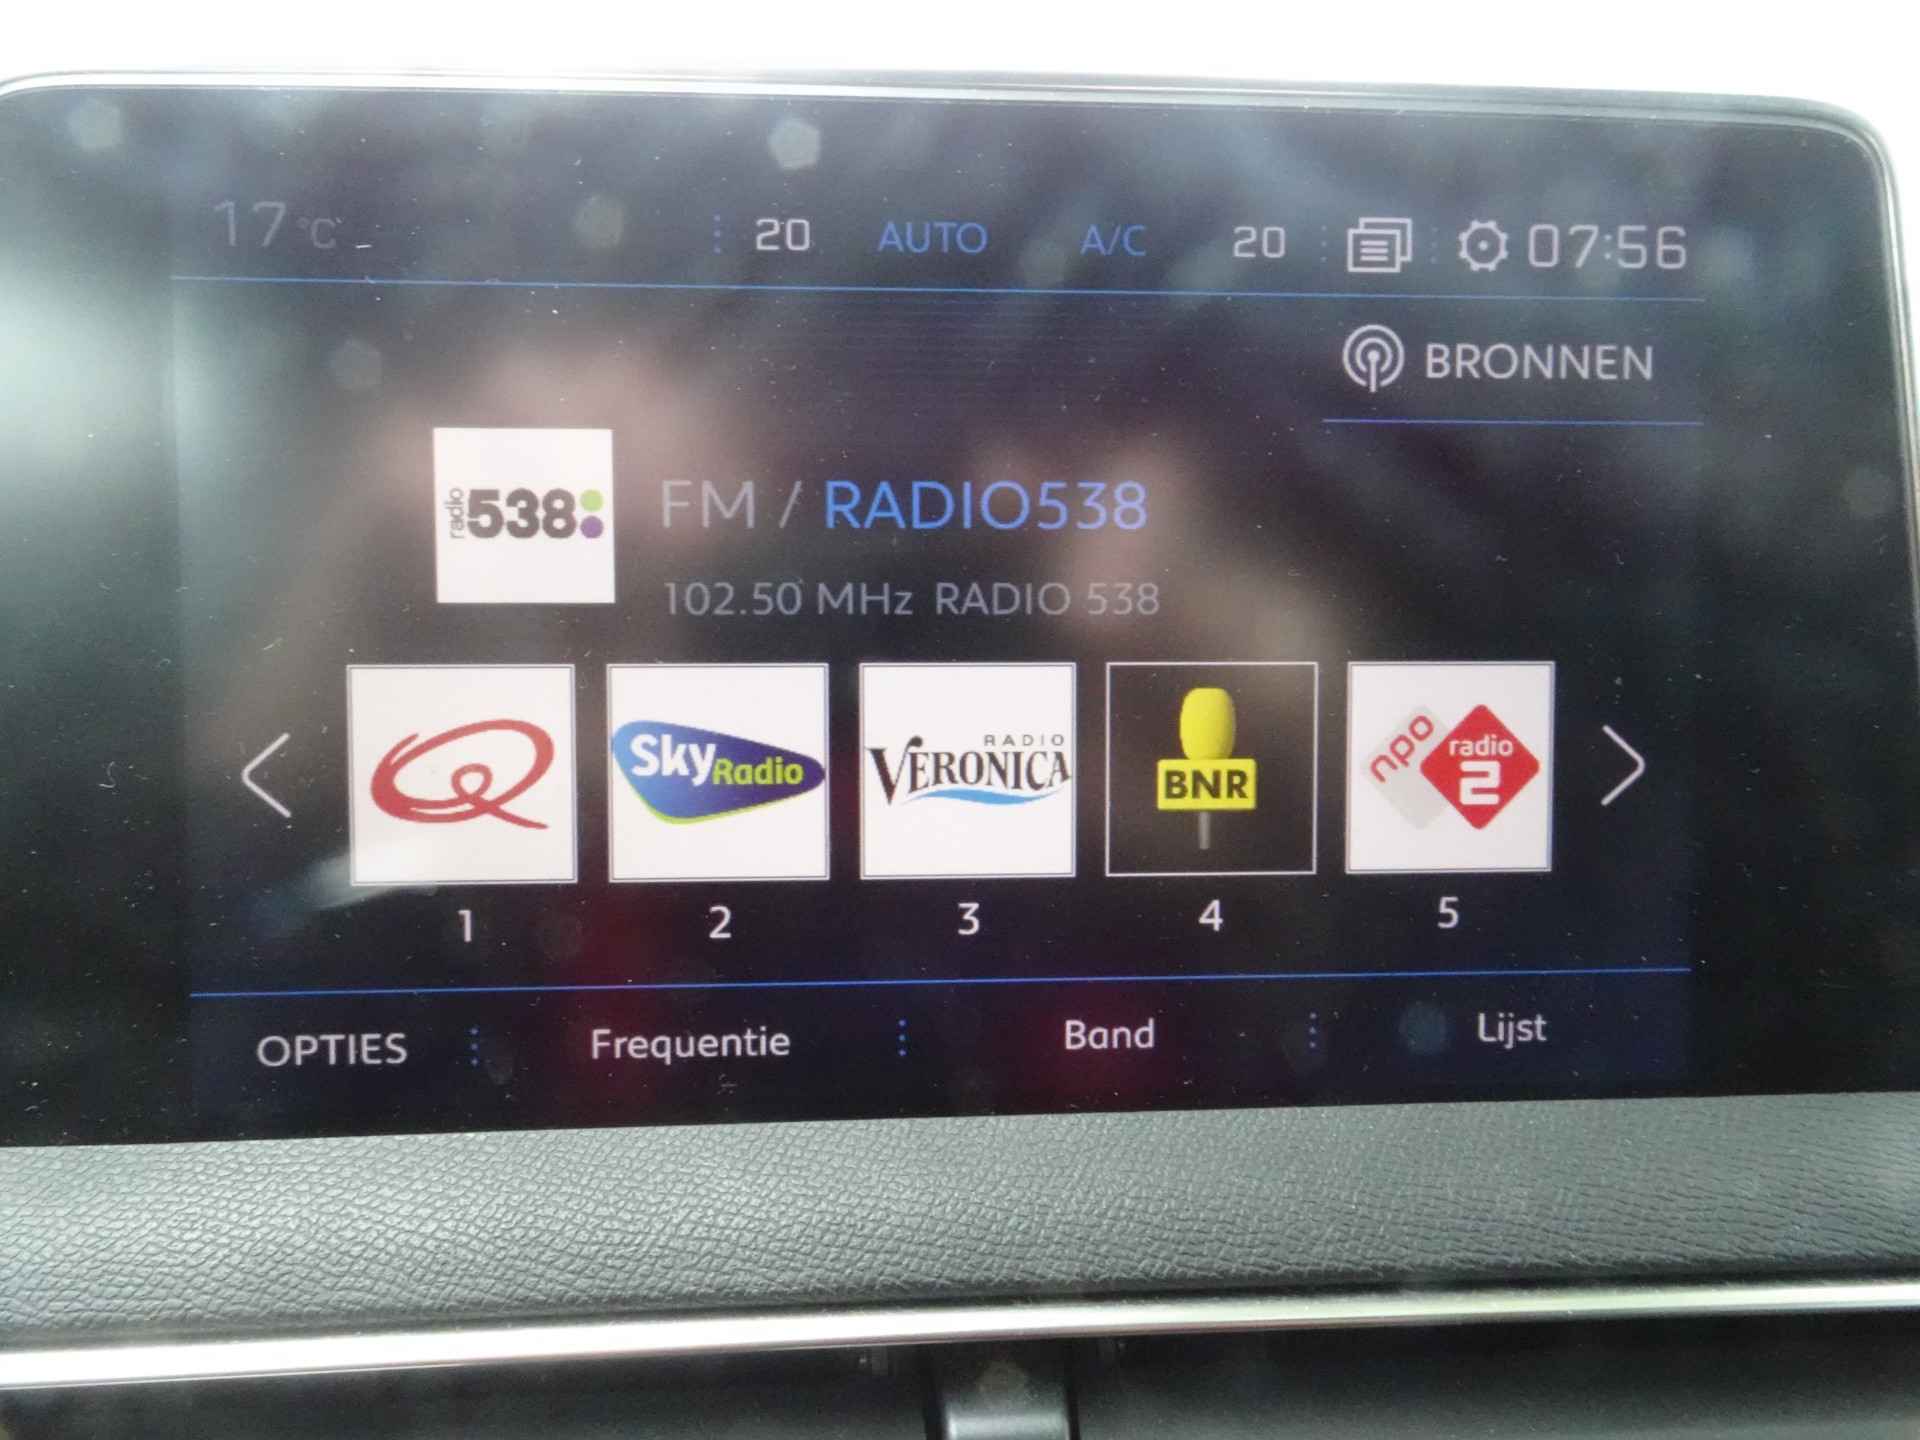 17 °C 20 AUTO A/C 20 07:56
BRONNEN
radio 538
FM / RADIO538
102.50 MHz RADIO 538
Q
Sky Radio
RADIO VERONICA
BNR
npo radio 2
1 2 3 4 5
OPTIES Frequentie Band Lijst